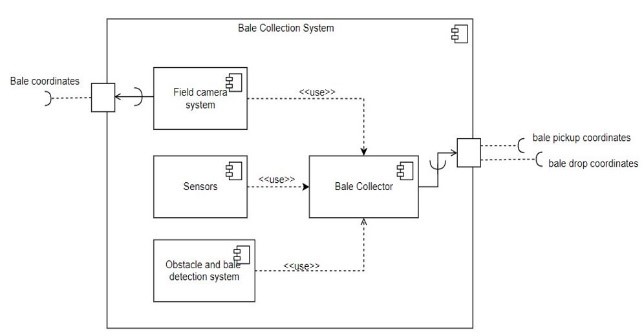 Bale Collection System
Bale coordinates
Field camera
system
<<use>>
bale pickup coordinates
bale drop coordinates
Sensors
<<use>>
Bale Collector
Obstacle and bale
detection system
<<use>>